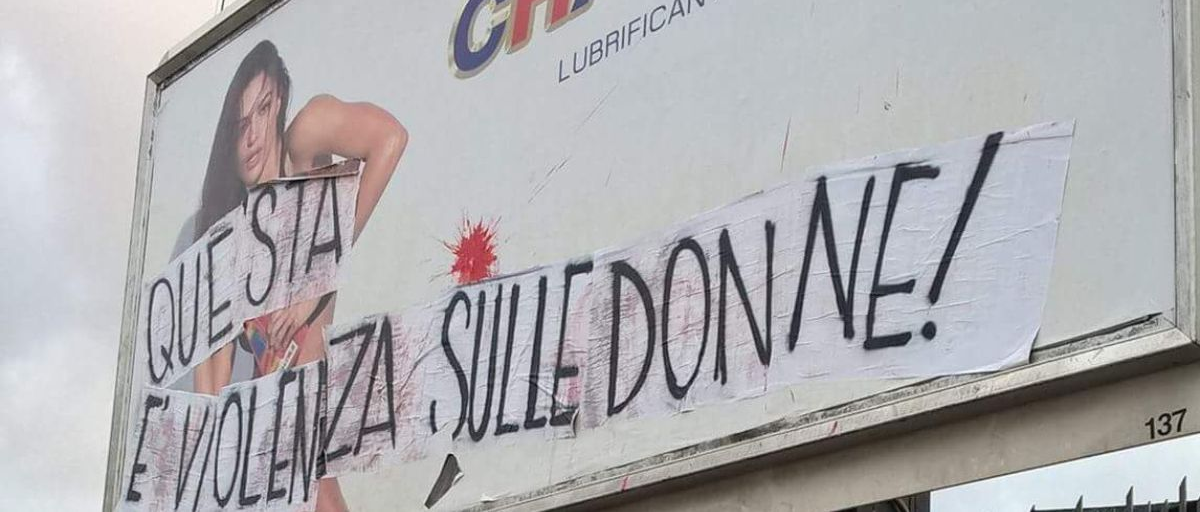 LUBRIFICAN
QUESTA
E' VIOLENZA SULLE DONNE!
137